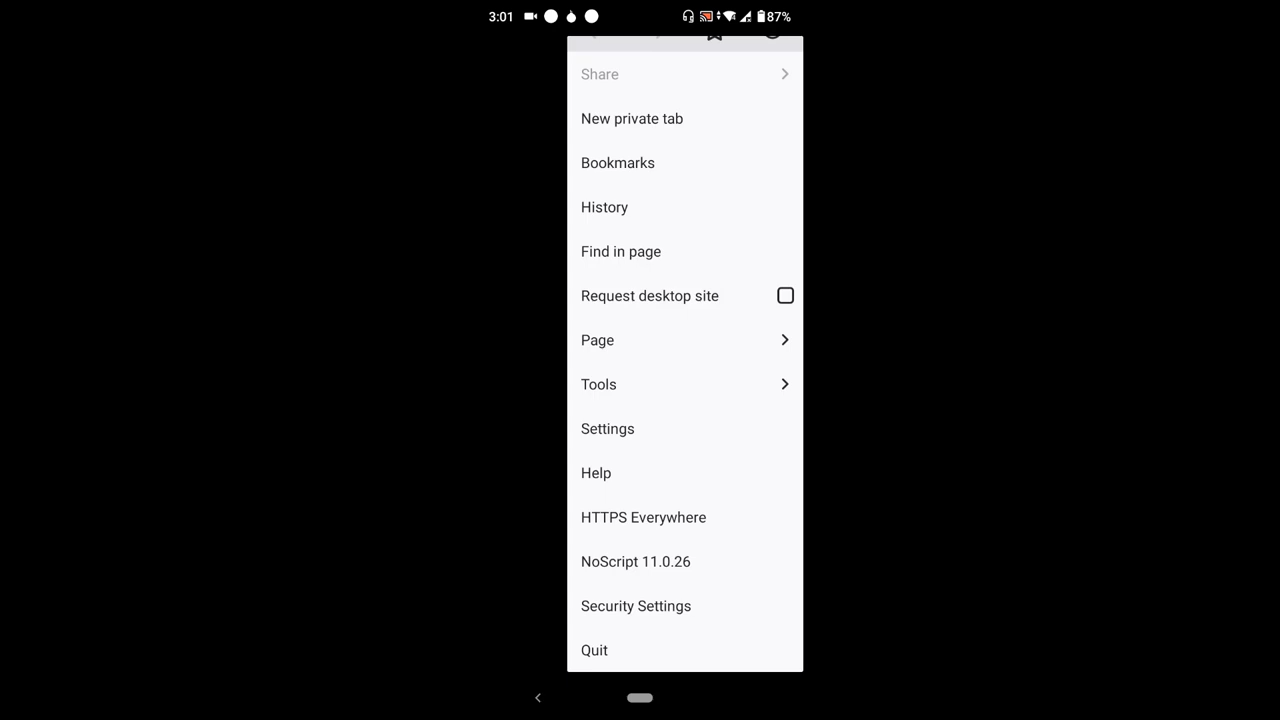 3:01
87%
Share
New private tab
Bookmarks
History
Find in page
Request desktop site
Page
Tools
Settings
Help
HTTPS Everywhere
NoScript 11.0.26
Security Settings
Quit